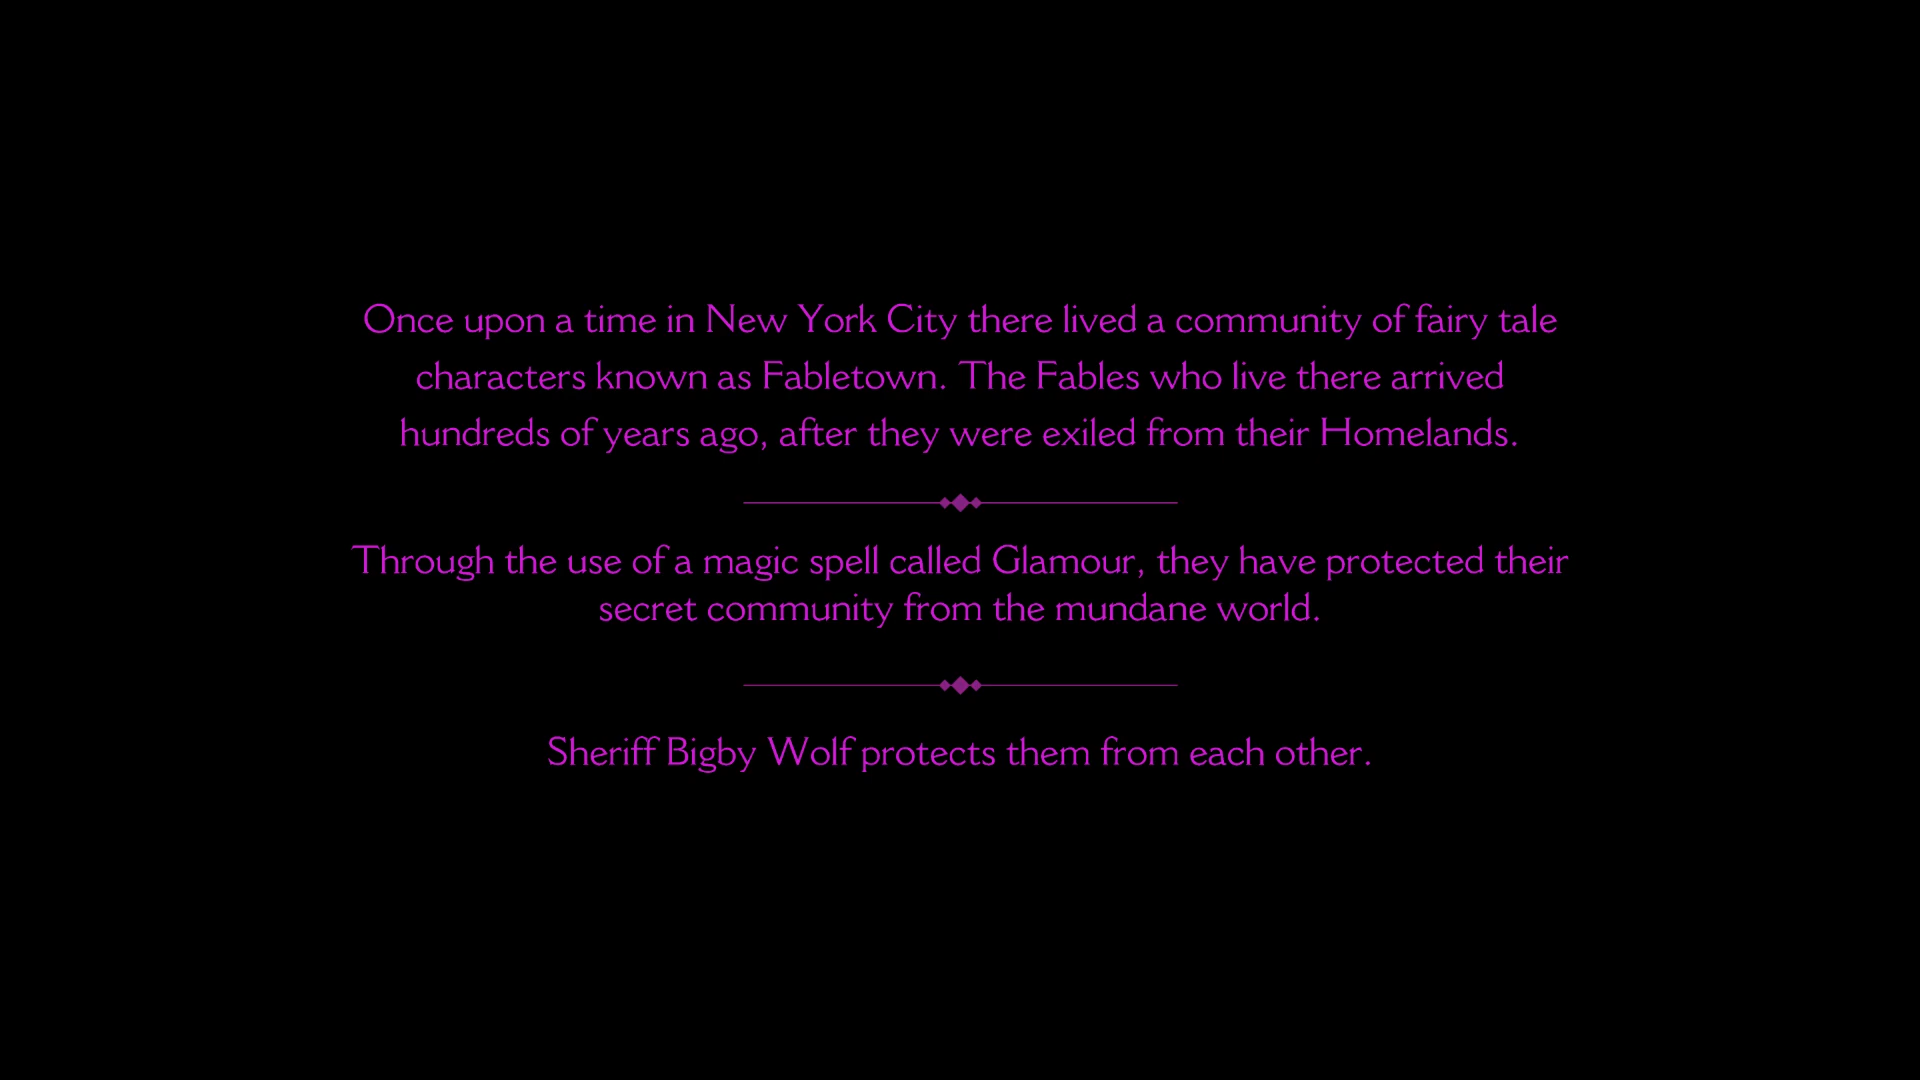 Once upon a time in New York City there lived a community of fairy tale
characters known as Fabletown. The Fables who live there arrived
hundreds of years ago, after they were exiled from their Homelands.
Through the use of a magic spell called Glamour, they have protected their
secret community from the mundane world.
Sheriff Bigby Wolf protects them from each other.